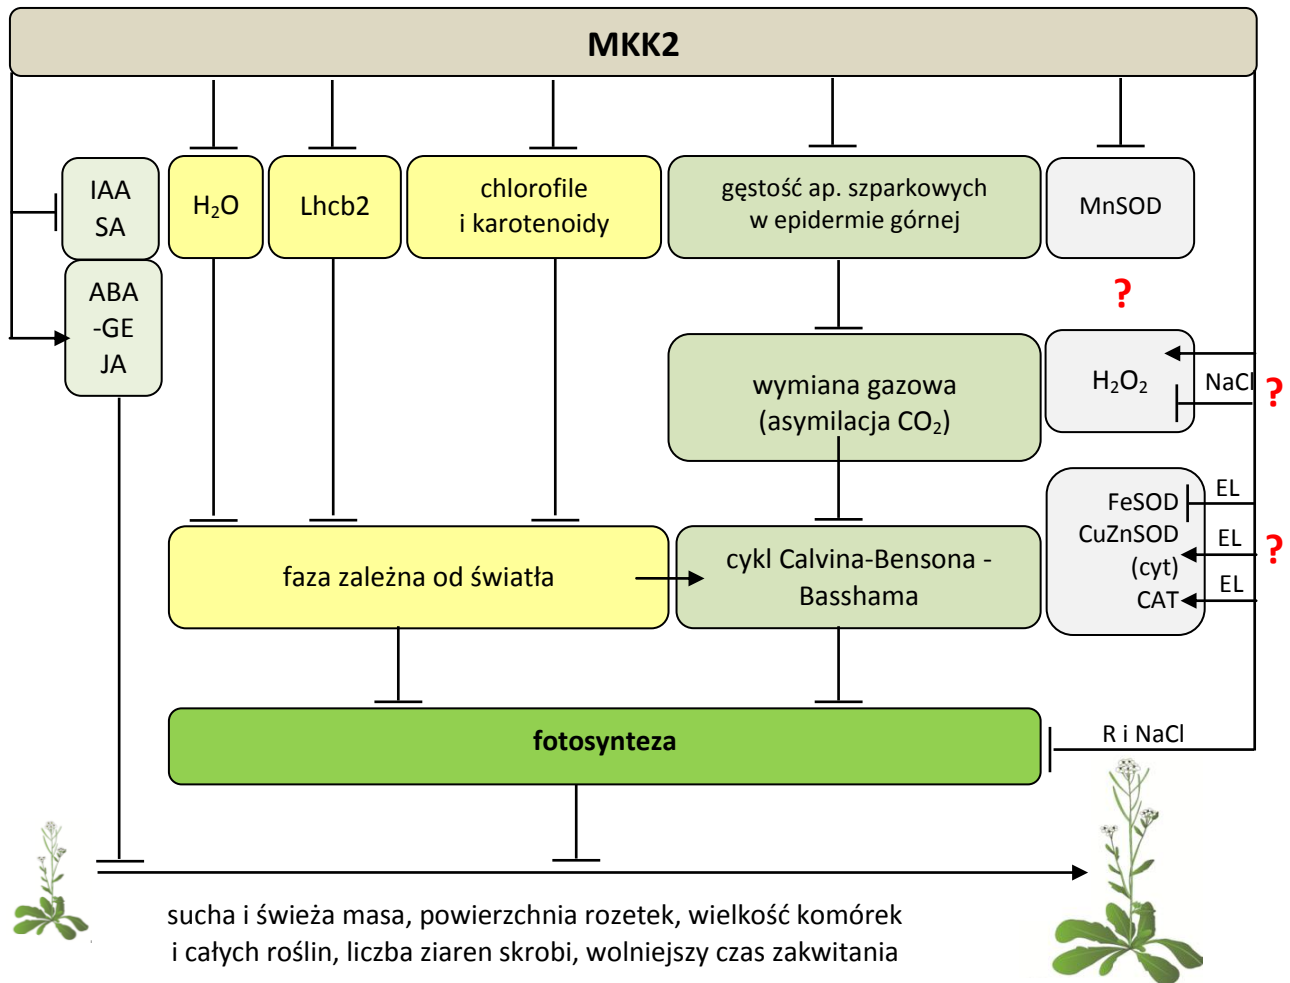 MKK2
IAA
SA
H₂O
Lhcb2
chlorofile
i karotenoidy
gęstość ap. szparkowych
w epidermie górnej
MnSOD
ABA
-GE
JA
?
wymiana gazowa
(asymilacja CO₂)
H₂O₂
NaCl
?
faza zależna od światła
cykl Calvina-Bensona -
Basshama
FeSOD
CuZnSOD
(cyt)
CAT
EL
EL
EL
?
fotosynteza
R i NaCl
sucha i świeża masa, powierzchnia rozetek, wielkość komórek
i całych roślin, liczba ziaren skrobi, wolniejszy czas zakwitania